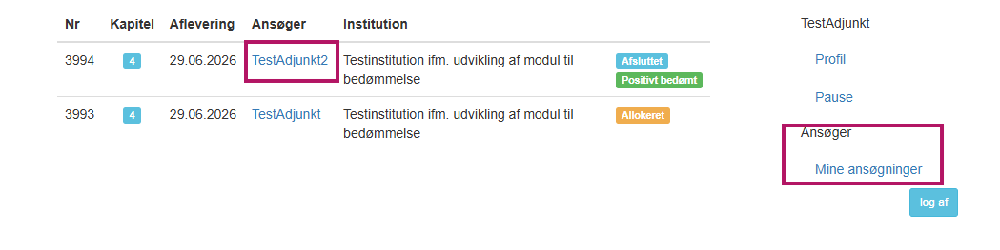 Nr Kapitel Aflevering Ansøger Institution
3994 4 29.06.2026 TestAdjunkt2 Testinstitution ifm. udvikling af modul til Afsluttet
bedømmelse Positivt bedømt
3993 4 29.06.2026 TestAdjunkt Testinstitution ifm. udvikling af modul til Allokeret
bedømmelse
TestAdjunkt
Profil
Pause
Ansøger
Mine ansøgninger
log af